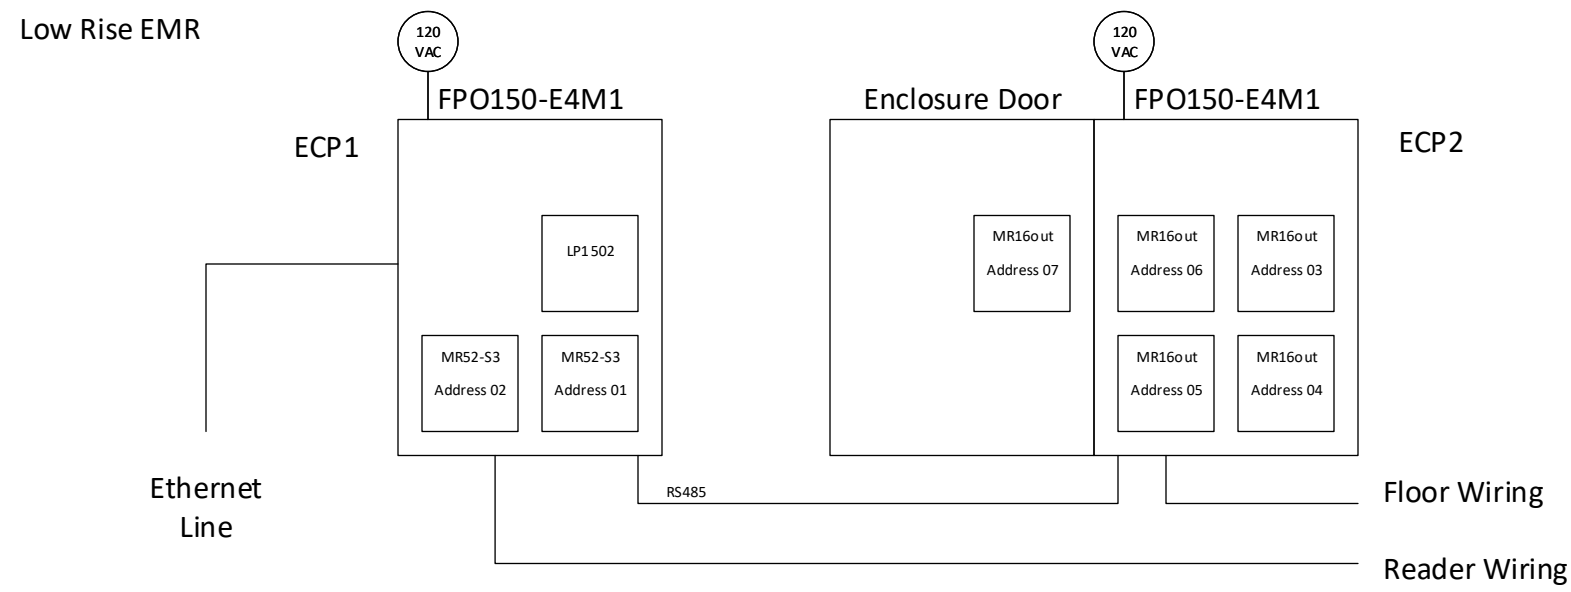 Low Rise EMR
120
VAC
120
VAC
FPO150-E4M1
Enclosure Door
FPO150-E4M1
ECP1
ECP2
LP1502
MR16out
Address 07
MR16out
Address 06
MR16out
Address 03
MR52-S3
Address 02
MR52-S3
Address 01
MR16out
Address 05
MR16out
Address 04
Ethernet
Line
RS485
Floor Wiring
Reader Wiring